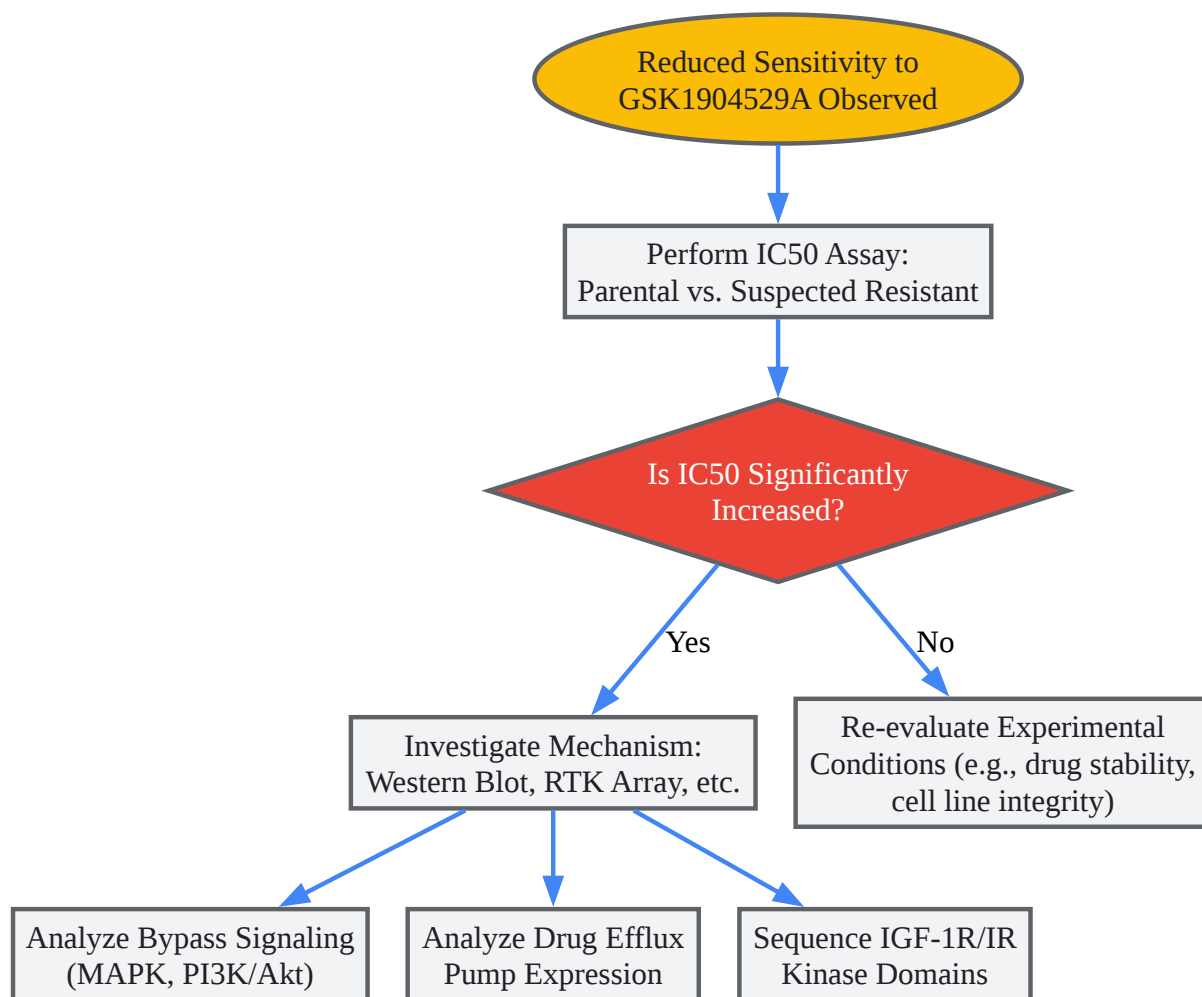 Reduced Sensitivity to
GSK1904529A Observed
Perform IC50 Assay:
Parental vs. Suspected Resistant
Is IC50 Significantly
Increased?
Yes
No
Investigate Mechanism:
Western Blot, RTK Array, etc.
Re-evaluate Experimental
Conditions (e.g., drug stability,
cell line integrity)
Analyze Bypass Signaling
(MAPK, PI3K/Akt)
Analyze Drug Efflux
Pump Expression
Sequence IGF-1R/IR
Kinase Domains